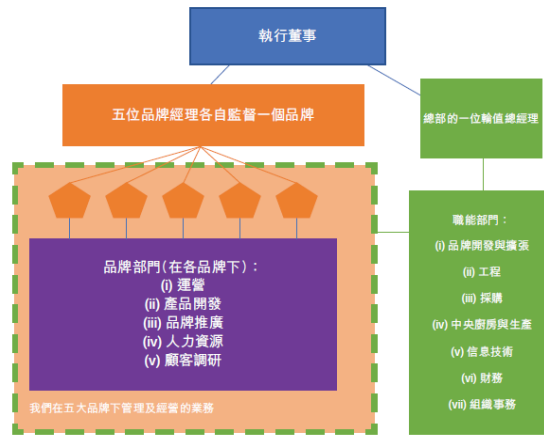 執行董事
五位品牌經理各自監督一個品牌
總部的一位輪值總經理
品牌部門(在各品牌下)：
(i) 運營
(ii) 產品開發
(iii) 品牌推廣
(iv) 人力資源
(v) 顧客調研
我們在五大品牌下管理及經營的業務
職能部門：
(i) 品牌開發與擴張
(ii) 工程
(iii) 採購
(iv) 中央廚房與生產
(v) 信息技術
(vi) 財務
(vii) 組織事務